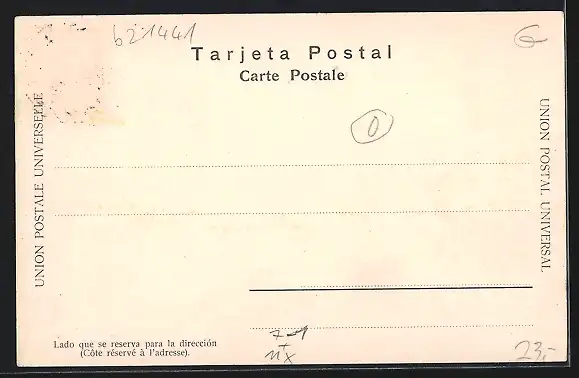 b21441
Tarjeta Postal
Carte Postale
0
UNION POSTALE UNIVERSELLE
UNION POSTAL UNIVERSAL
Lado que se reserva para la dirección
(Côte réservé à l'adresse).
23,-